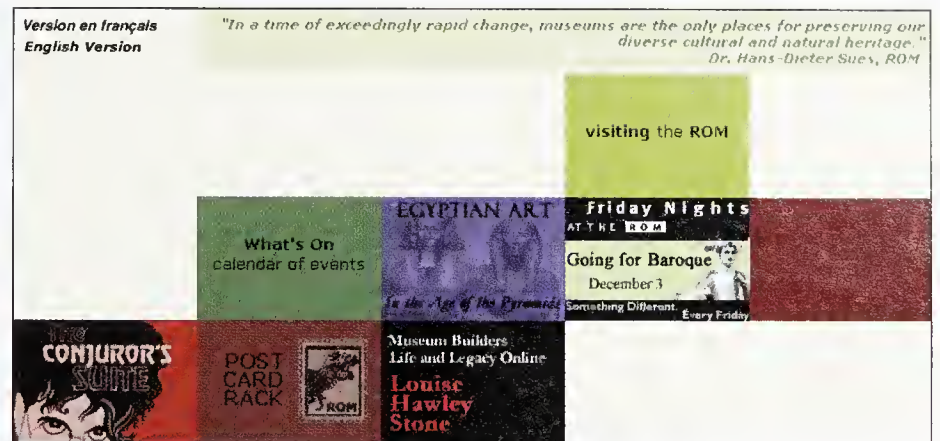 Version en français
English Version
"In a time of exceedingly rapid change, museums are the only places for preserving our
diverse cultural and natural heritage."
Dr. Hans-Dieter Sues, ROM
visiting the ROM
What's On
calendar of events
EGYPTIAN ART
In the Age of the Pyramids
Friday Nights
AT THE ROM
Going for Baroque
December 3
Something Different.
Every Friday
THE
CONJUROR'S
SUITE
POST
CARD
RACK
ROM
Museum Builders
Life and Legacy Online
Louise
Hawley
Stone